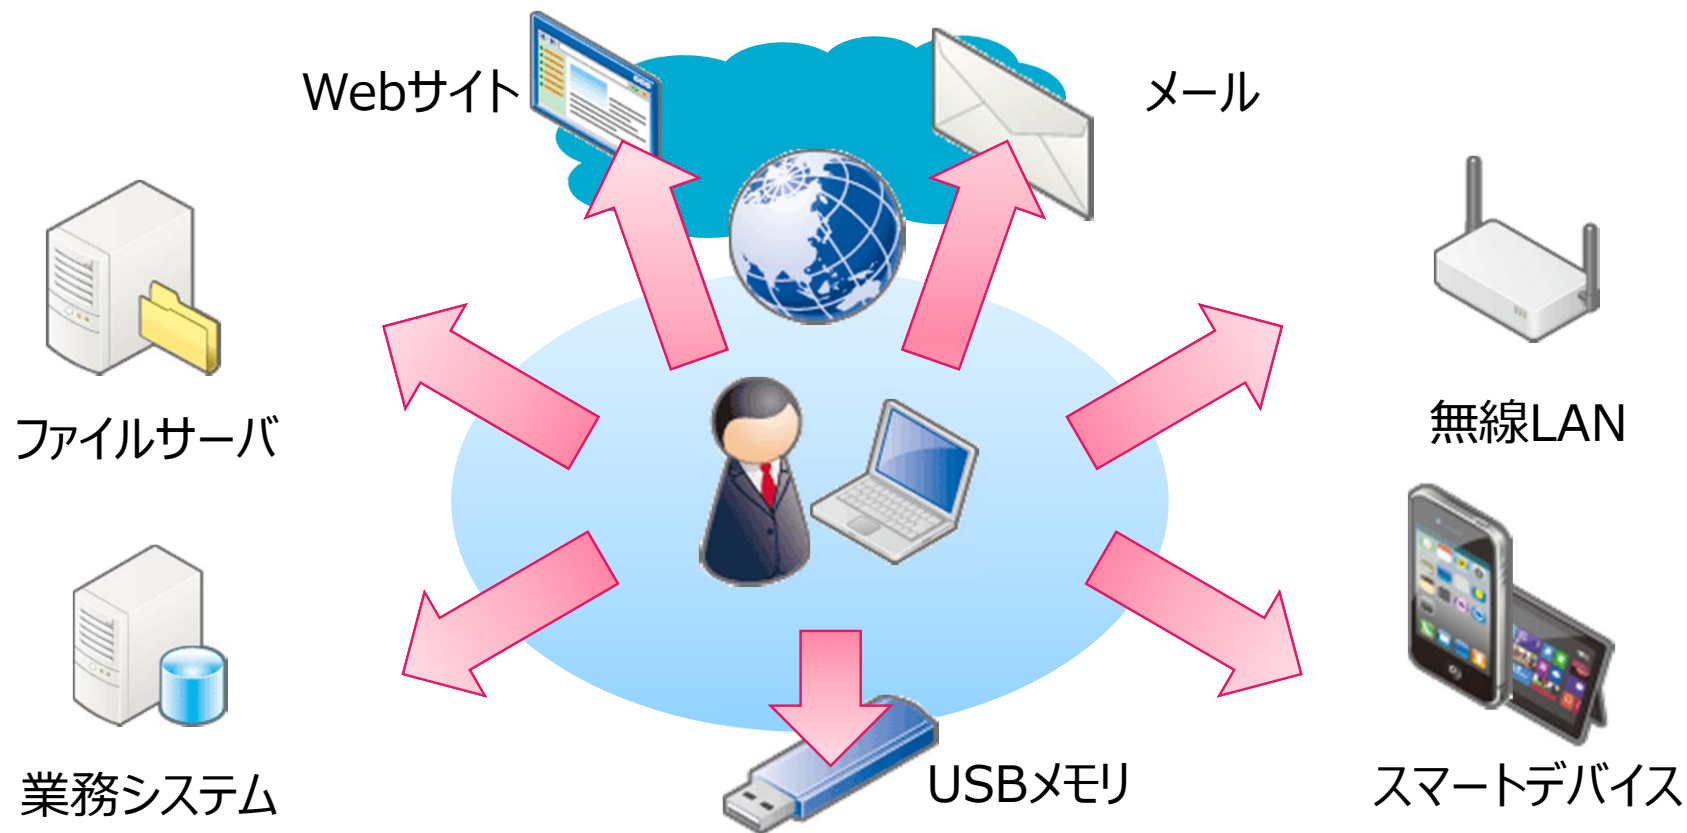 Webサイト
メール
ファイルサーバ
無線LAN
業務システム
USBメモリ
スマートデバイス